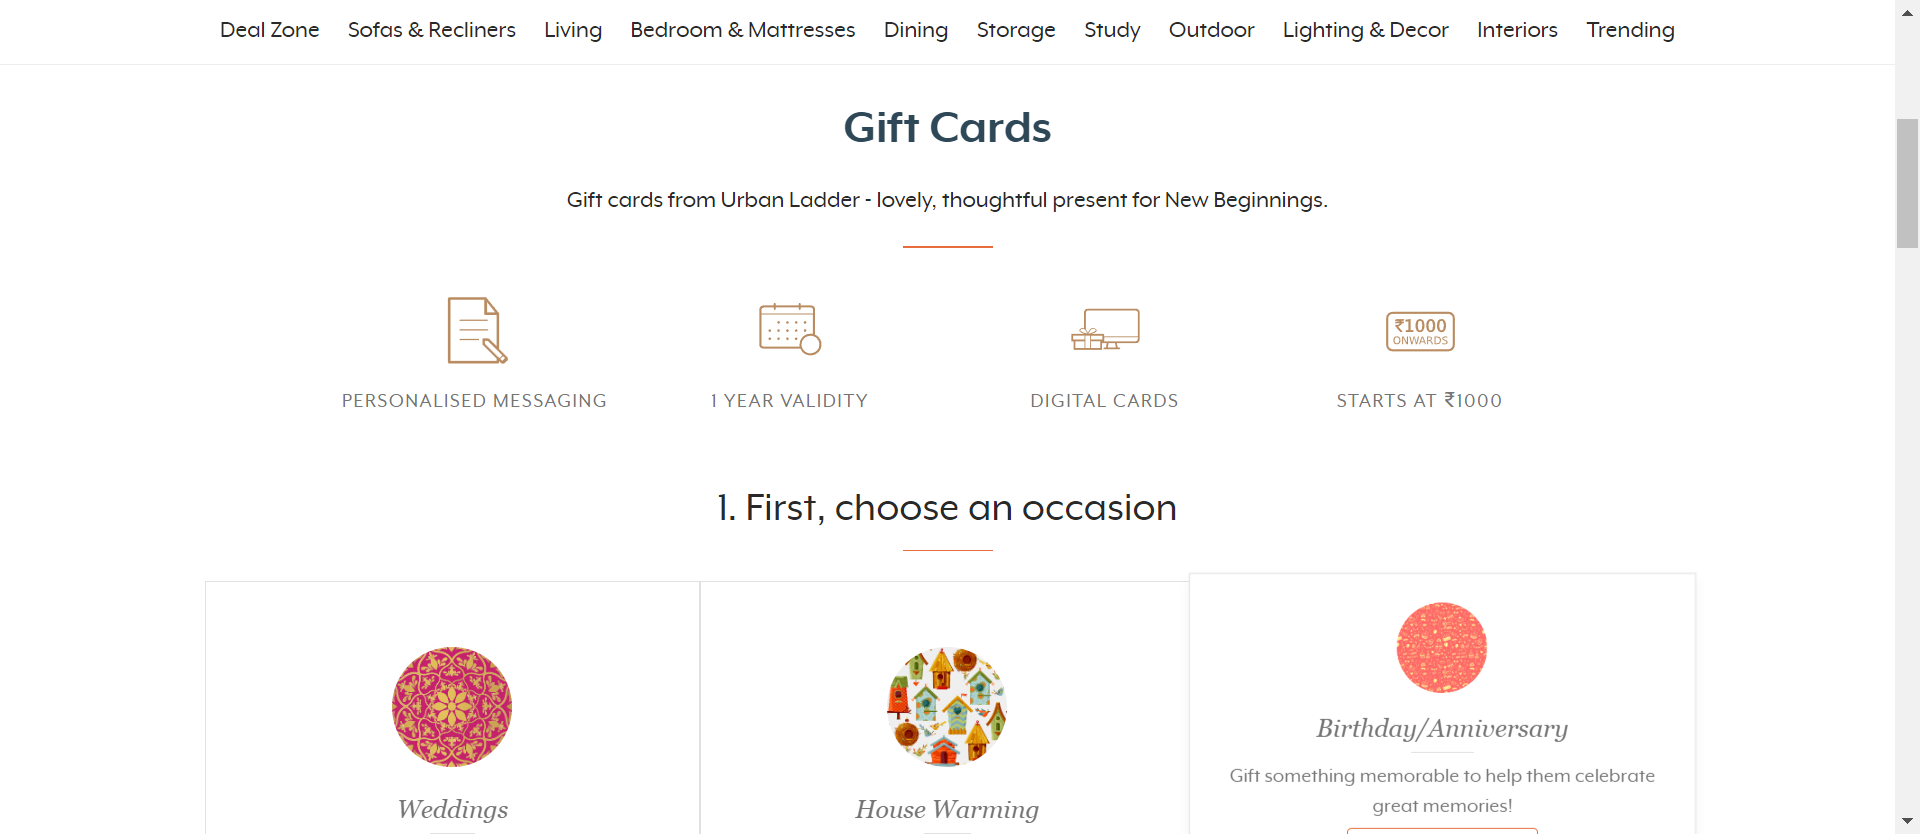 Deal Zone Sofas & Recliners Living Bedroom & Mattresses Dining Storage Study Outdoor Lighting & Decor Interiors Trending
Gift Cards
Gift cards from Urban Ladder - lovely, thoughtful present for New Beginnings.
₹1000
ONWARDS
PERSONALISED MESSAGING
1 YEAR VALIDITY
DIGITAL CARDS
STARTS AT ₹1000
1. First, choose an occasion
Weddings
House Warming
Birthday/Anniversary
Gift something memorable to help them celebrate
great memories!